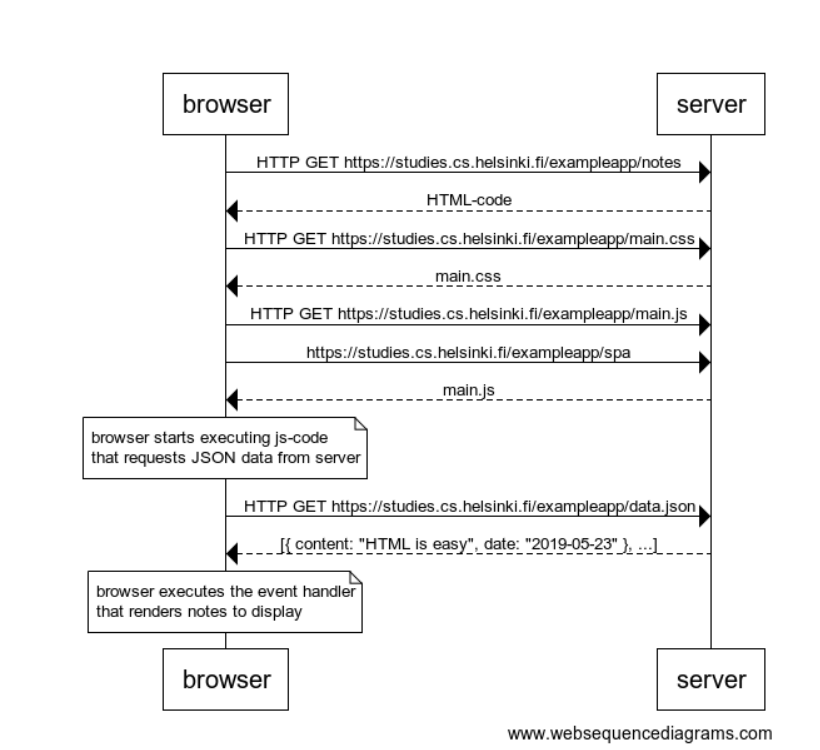 browser
server
HTTP GET https://studies.cs.helsinki.fi/exampleapp/notes
HTML-code
HTTP GET https://studies.cs.helsinki.fi/exampleapp/main.css
main.css
HTTP GET https://studies.cs.helsinki.fi/exampleapp/main.js
https://studies.cs.helsinki.fi/exampleapp/spa
main.js
browser starts executing js-code
that requests JSON data from server
HTTP GET https://studies.cs.helsinki.fi/exampleapp/data.json
[{ content: "HTML is easy", date: "2019-05-23" }, ...]
browser executes the event handler
that renders notes to display
browser
server
www.websequencediagrams.com